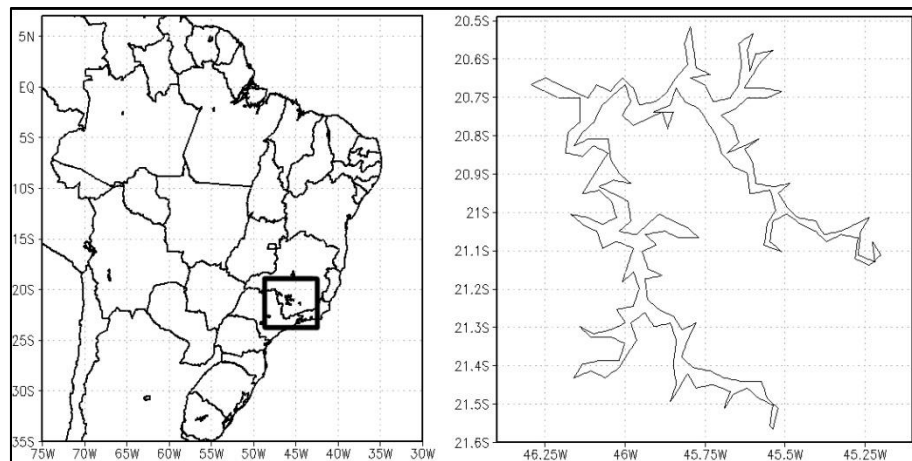 5N
EQ
5S
10S
15S
20S
25S
30S
35S
75W 70W 65W 60W 55W 50W 45W 40W 35W 30W
20.5S
20.6S
20.7S
20.8S
20.9S
21S
21.1S
21.2S
21.3S
21.4S
21.5S
21.6S
46.25W 46W 45.75W 45.5W 45.25W